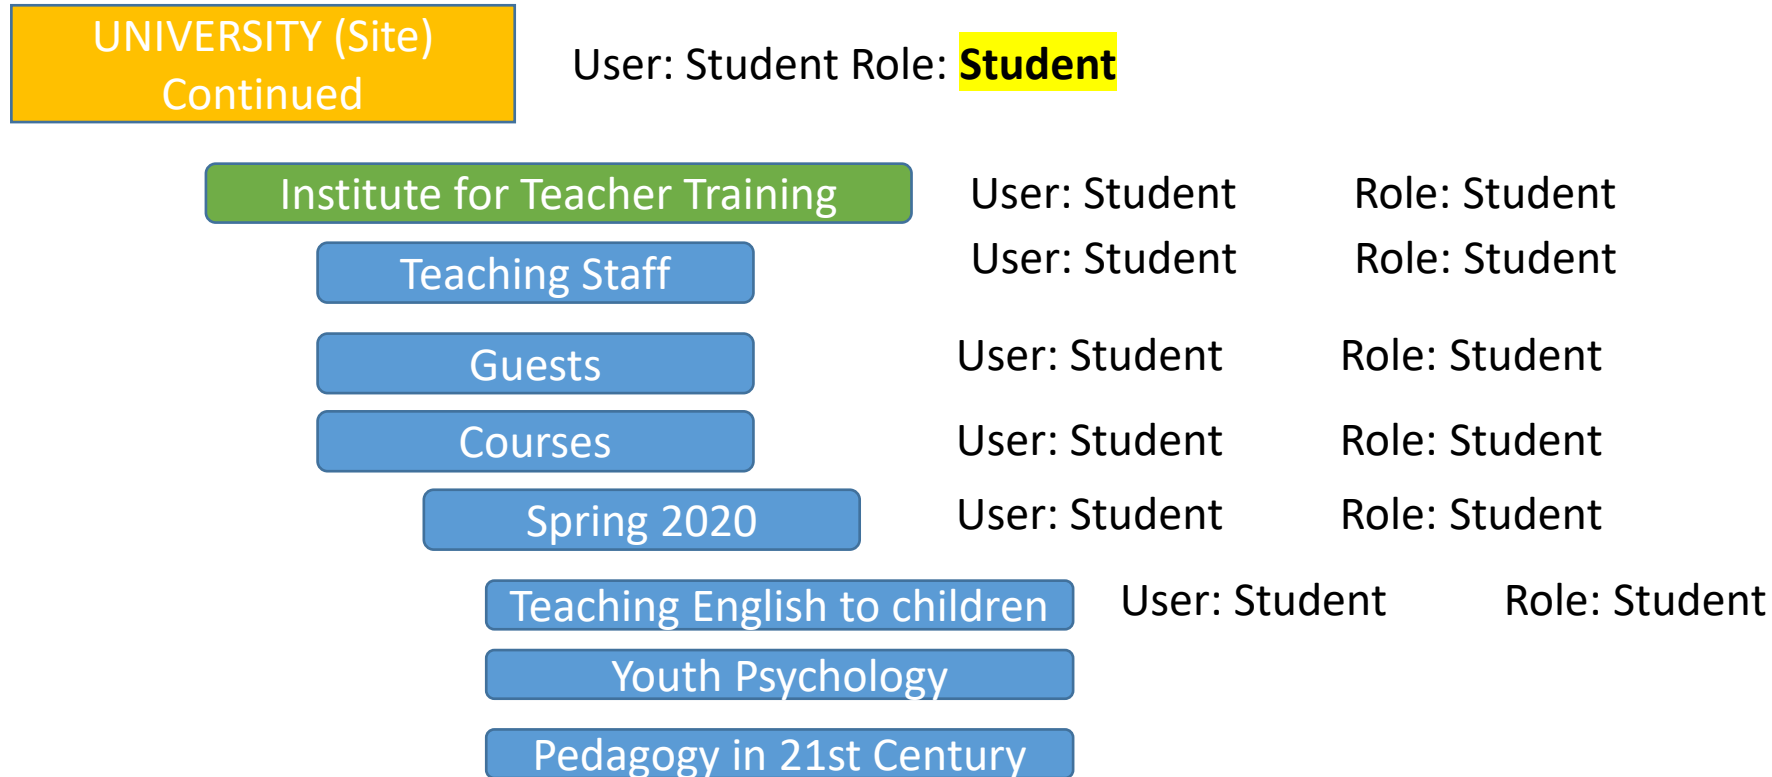 UNIVERSITY (Site)
Continued
User: Student Role: Student
Institute for Teacher Training
User: Student Role: Student
Teaching Staff
User: Student Role: Student
Guests
User: Student Role: Student
Courses
User: Student Role: Student
Spring 2020
User: Student Role: Student
Teaching English to children
User: Student Role: Student
Youth Psychology
Pedagogy in 21st Century